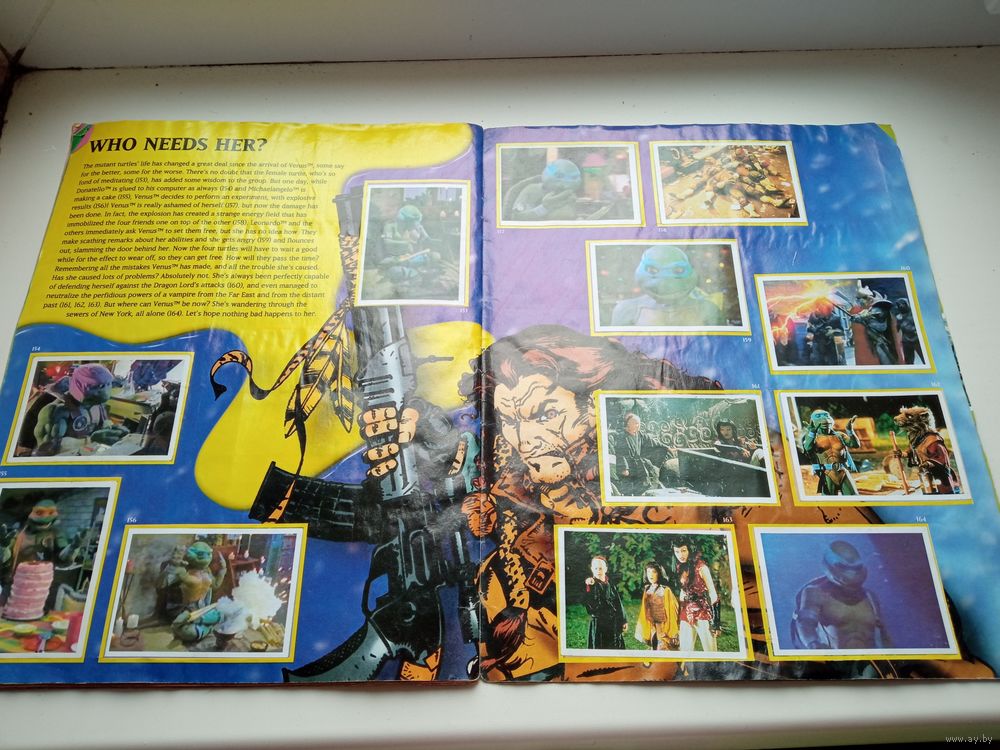 WHO NEEDS HER?
The mutant turtles' life has changed a great deal since the arrival of Venus™, some say
for the better, some for the worse. There's no doubt that the female turtle, who's so
fond of meditating (153), has added some wisdom to the group. But one day, while
Donatello™ is glued to his computer as always (154) and Michaelangelo™ is
making a cake (155), Venus™ decides to perform an experiment, with explosive
results (156)! Venus™ is really ashamed of herself (157), but now the damage has
been done. In fact, the explosion has created a strange energy field that has
immobilized the four friends one on top of the other (158). Leonardo™ and the
others immediately ask Venus™ to set them free, but she has no idea how. They
make scathing remarks about her abilities and she gets angry (159) and flounces
out, slamming the door behind her. Now the four turtles will have to wait a good
while for the effect to wear off, so they can get free. How will they pass the time?
Remembering all the mistakes Venus™ has made, and all the trouble she's caused.
Has she caused lots of problems? Absolutely not. She's always been perfectly capable
of defending herself against the Dragon Lord's attacks (160), and even managed to
neutralize the perfidious powers of a vampire from the Far East and from the distant
past (161, 162, 163). But where can Venus™ be now? She's wandering through the
sewers of New York, all alone (164). Let's hope nothing bad happens to her.
153
154
155
156
157
158
159
160
161
162
163
164
www.ay.by